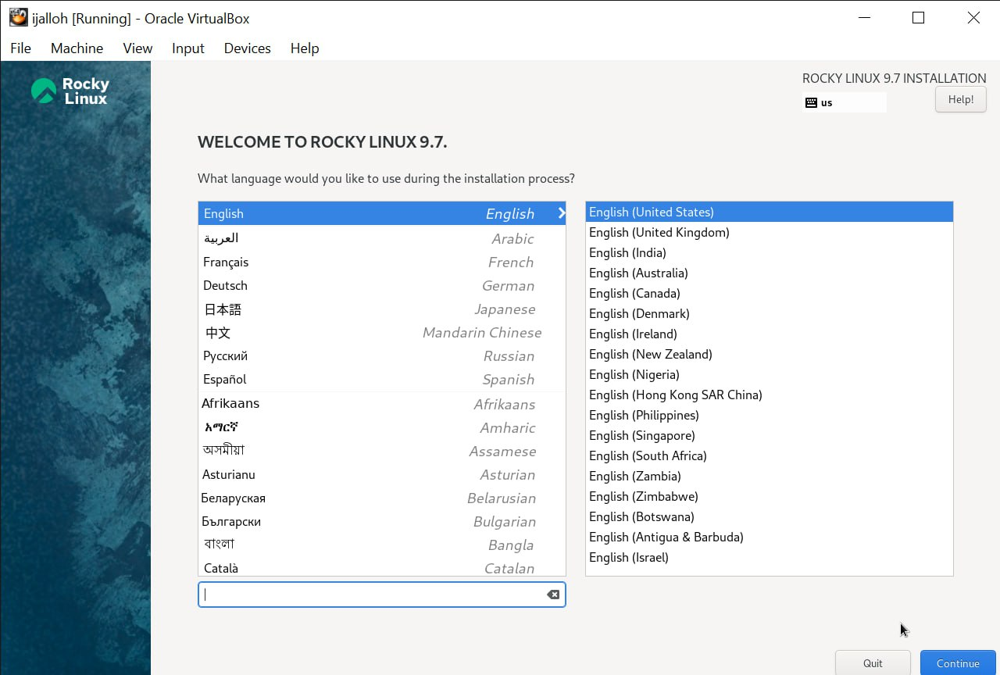 ijalloh [Running] - Oracle VirtualBox
File Machine View Input Devices Help
Rocky
Linux
ROCKY LINUX 9.7 INSTALLATION
us
Help!
WELCOME TO ROCKY LINUX 9.7.
What language would you like to use during the installation process?
English English
العربية Arabic
Français French
Deutsch German
日本語 Japanese
中文 Mandarin Chinese
Русский Russian
Español Spanish
Afrikaans Afrikaans
አማርኛ Amharic
অসমীয়া Assamese
Asturianu Asturian
Беларуская Belarusian
Български Bulgarian
বাংলা Bangla
Català Catalan
English (United States)
English (United Kingdom)
English (India)
English (Australia)
English (Canada)
English (Denmark)
English (Ireland)
English (New Zealand)
English (Nigeria)
English (Hong Kong SAR China)
English (Philippines)
English (Singapore)
English (South Africa)
English (Zambia)
English (Zimbabwe)
English (Botswana)
English (Antigua & Barbuda)
English (Israel)
Quit
Continue